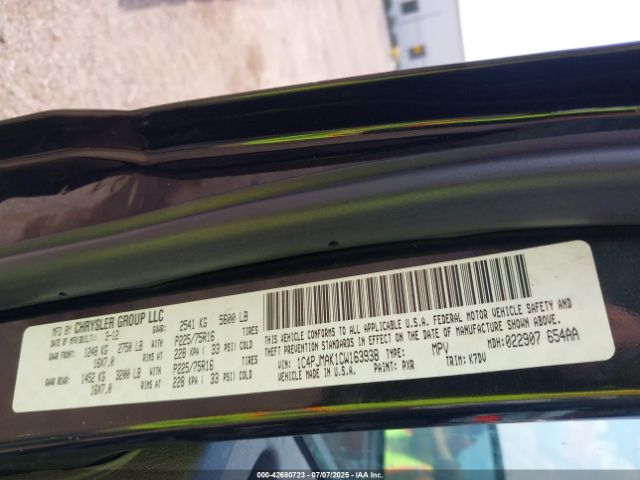 MFD BY CHRYSLER GROUP LLC
DATE OF MFR: 3-12 GVWR: 2541 KG 5600 LB
GAWR FRONT: 1248 KG 2750 LB P225/75R16 TIRES
16X7.0 WITH 228 KPA ( 33 PSI) COLD
GAWR REAR: 1452 KG 3200 LB P225/75R16 TIRES
16X7.0 WITH 228 KPA ( 33 PSI) COLD
THIS VEHICLE CONFORMS TO ALL APPLICABLE U.S.A. FEDERAL MOTOR VEHICLE SAFETY AND
THEFT PREVENTION STANDARDS IN EFFECT ON THE DATE OF MANUFACTURE SHOWN ABOVE.
VIN: 1C4PJMAK1CW163938 TYPE: MPV MDH: 022907 654AA
VEHICLE MADE IN U.S.A. PAINT: PXR TRIM: K7DV
000-42680723 - 07/07/2025 - IAA Inc.